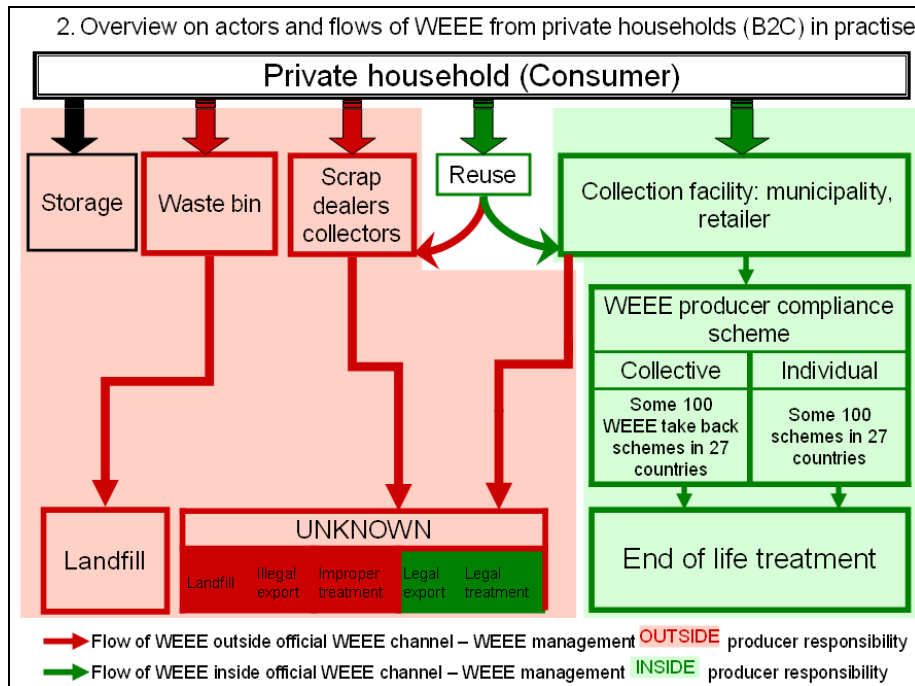 2. Overview on actors and flows of WEEE from private households (B2C) in practise
Private household (Consumer)
Storage
Waste bin
Scrap
dealers
collectors
Reuse
Collection facility: municipality,
retailer
WEEE producer compliance
scheme
Collective
Individual
Some 100
WEEE take back
schemes in 27
countries
Some 100
schemes in 27
countries
Landfill
UNKNOWN
Landfill
Illegal
export
Improper
treatment
Legal
export
Legal
treatment
End of life treatment
Flow of WEEE outside official WEEE channel – WEEE management OUTSIDE producer responsibility
Flow of WEEE inside official WEEE channel – WEEE management INSIDE producer responsibility